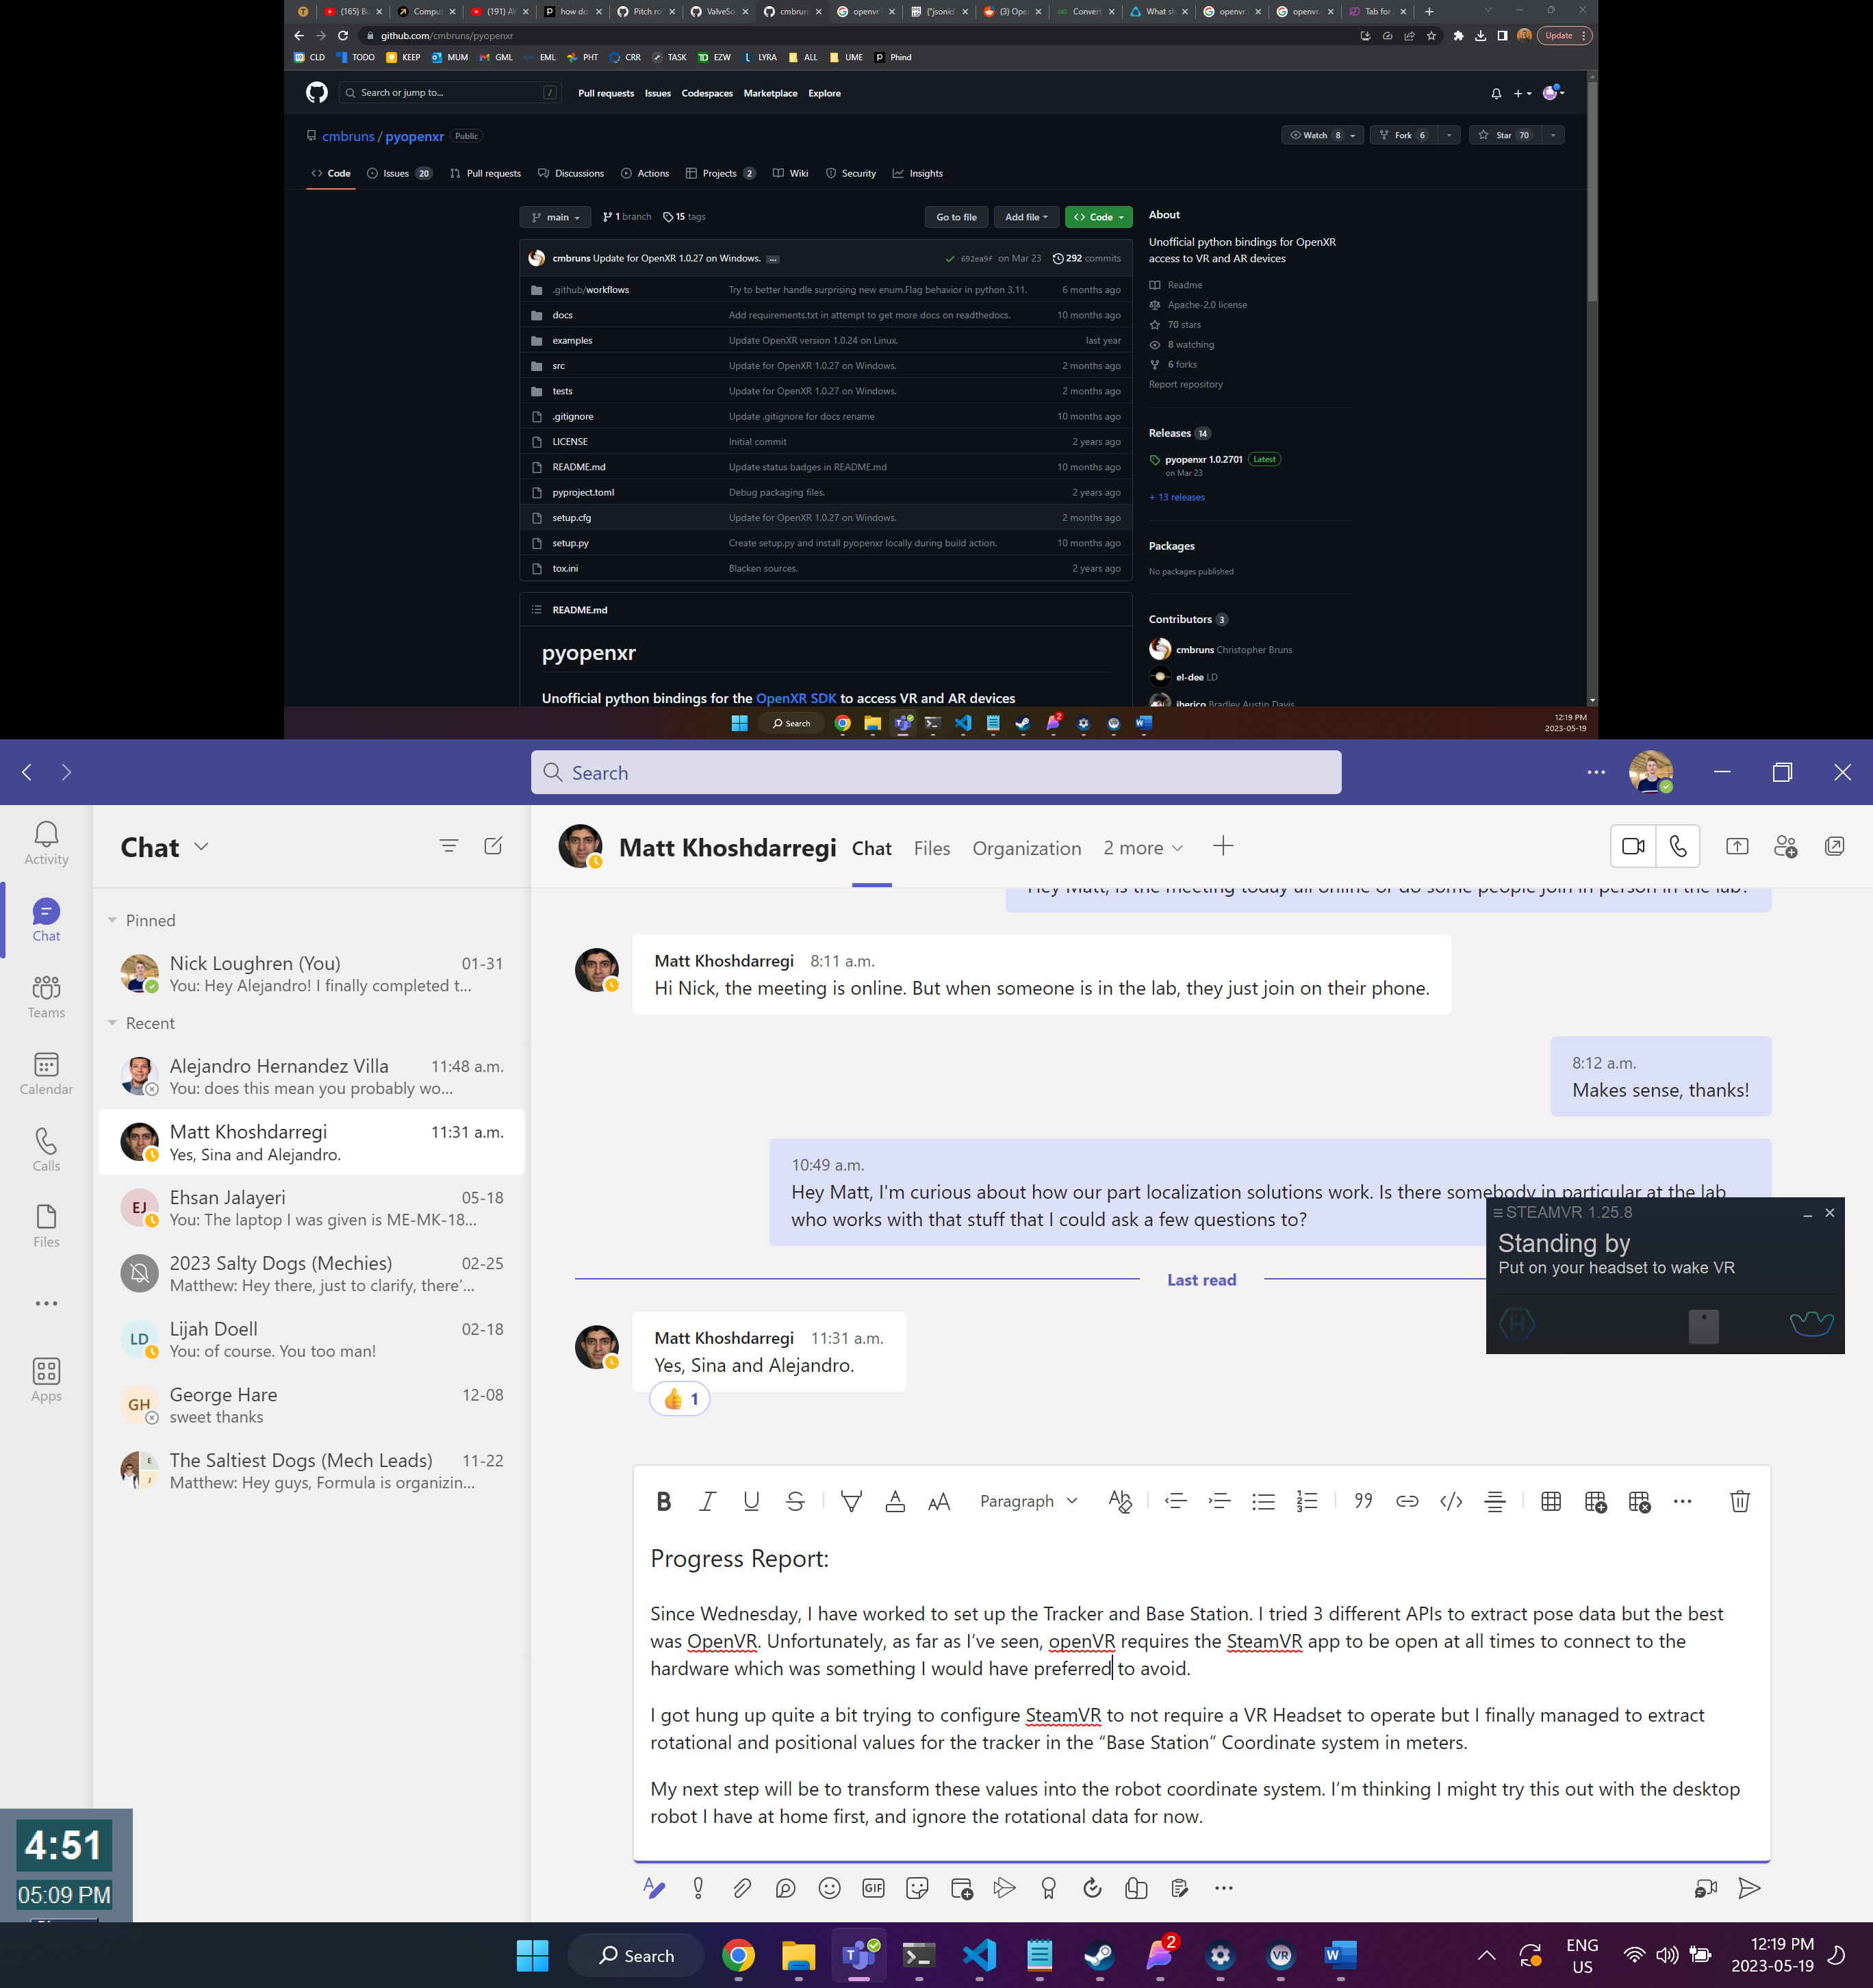 (165) B
Comput
(191) A
how do
Pitch ro
ValveSo
cmbrun
openvr
{"jsonid
(3) Ope
Convert
What s
openvr
openvr.
Tab for
github.com/cmbruns/pyopenxr
Update
CLD TODO KEEP MUM GML EML PHT CRR TASK EZW LYRA ALL UME Phind
Search or jump to... /
Pull requests Issues Codespaces Marketplace Explore
cmbruns / pyopenxr Public
Watch 8 Fork 6 Star 70
Code Issues 20 Pull requests Discussions Actions Projects 2 Wiki Security Insights
main 1 branch 15 tags Go to file Add file Code
cmbruns Update for OpenXR 1.0.27 on Windows. ... 692ea9f on Mar 23 292 commits
.github/workflows Try to better handle surprising new enum.Flag behavior in python 3.11. 6 months ago
docs Add requirements.txt in attempt to get more docs on readthedocs. 10 months ago
examples Update OpenXR version 1.0.24 on Linux. last year
src Update for OpenXR 1.0.27 on Windows. 2 months ago
tests Update for OpenXR 1.0.27 on Windows. 2 months ago
.gitignore Update .gitignore for docs rename 10 months ago
LICENSE Initial commit 2 years ago
README.md Update status badges in README.md 10 months ago
pyproject.toml Debug packaging files. 2 years ago
setup.cfg Update for OpenXR 1.0.27 on Windows. 2 months ago
setup.py Create setup.py and install pyopenxr locally during build action. 10 months ago
tox.ini Blacken sources. 2 years ago
README.md
pyopenxr
Unofficial python bindings for the OpenXR SDK to access VR and AR devices
About
Unofficial python bindings for OpenXR
access to VR and AR devices
Readme
Apache-2.0 license
70 stars
8 watching
6 forks
Report repository
Releases 14
pyopenxr 1.0.2701 Latest
on Mar 23
+ 13 releases
Packages
No packages published
Contributors 3
cmbruns Christopher Bruns
el-dee LD
jherico Bradley Austin Davis
Search
2
12:19 PM
2023-05-19
Search
Activity
Chat
Teams
Calendar
Calls
Files
Apps
Chat
Pinned
Nick Loughren (You) 01-31
You: Hey Alejandro! I finally completed t...
Recent
Alejandro Hernandez Villa 11:48 a.m.
You: does this mean you probably wo...
Matt Khoshdarregi 11:31 a.m.
Yes, Sina and Alejandro.
EJ
Ehsan Jalayeri 05-18
You: The laptop I was given is ME-MK-18...
2023 Salty Dogs (Mechies) 02-25
Matthew: Hey there, just to clarify, there'...
LD
Lijah Doell 02-18
You: of course. You too man!
GH
George Hare 12-08
sweet thanks
The Saltiest Dogs (Mech Leads) 11-22
Matthew: Hey guys, Formula is organizin...
Matt Khoshdarregi Chat Files Organization 2 more
Hey Matt, is the meeting today all online or do some people join in person in the lab?
Matt Khoshdarregi 8:11 a.m.
Hi Nick, the meeting is online. But when someone is in the lab, they just join on their phone.
8:12 a.m.
Makes sense, thanks!
10:49 a.m.
Hey Matt, I'm curious about how our part localization solutions work. Is there somebody in particular at the lab
who works with that stuff that I could ask a few questions to?
Last read
STEAMVR 1.25.8
Standing by
Put on your headset to wake VR
Matt Khoshdarregi 11:31 a.m.
Yes, Sina and Alejandro.
1
Paragraph
Progress Report:
Since Wednesday, I have worked to set up the Tracker and Base Station. I tried 3 different APIs to extract pose data but the best
was OpenVR. Unfortunately, as far as I've seen, openVR requires the SteamVR app to be open at all times to connect to the
hardware which was something I would have preferred to avoid.
I got hung up quite a bit trying to configure SteamVR to not require a VR Headset to operate but I finally managed to extract
rotational and positional values for the tracker in the “Base Station” Coordinate system in meters.
My next step will be to transform these values into the robot coordinate system. I'm thinking I might try this out with the desktop
robot I have at home first, and ignore the rotational data for now.
GIF
4:51
05:09 PM
Search
2
ENG
US
12:19 PM
2023-05-19